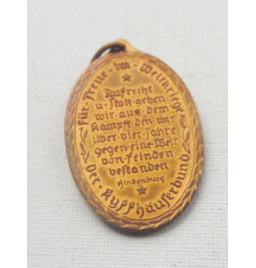 Für · Treue · im · Weltkriege
Aufrecht
u. stolz gehen
wir aus dem
Kampfe den wir
über vier Jahre
gegen eine Welt
von Feinden
bestanden
Hindenburg
Der · Kyffhäuserbund